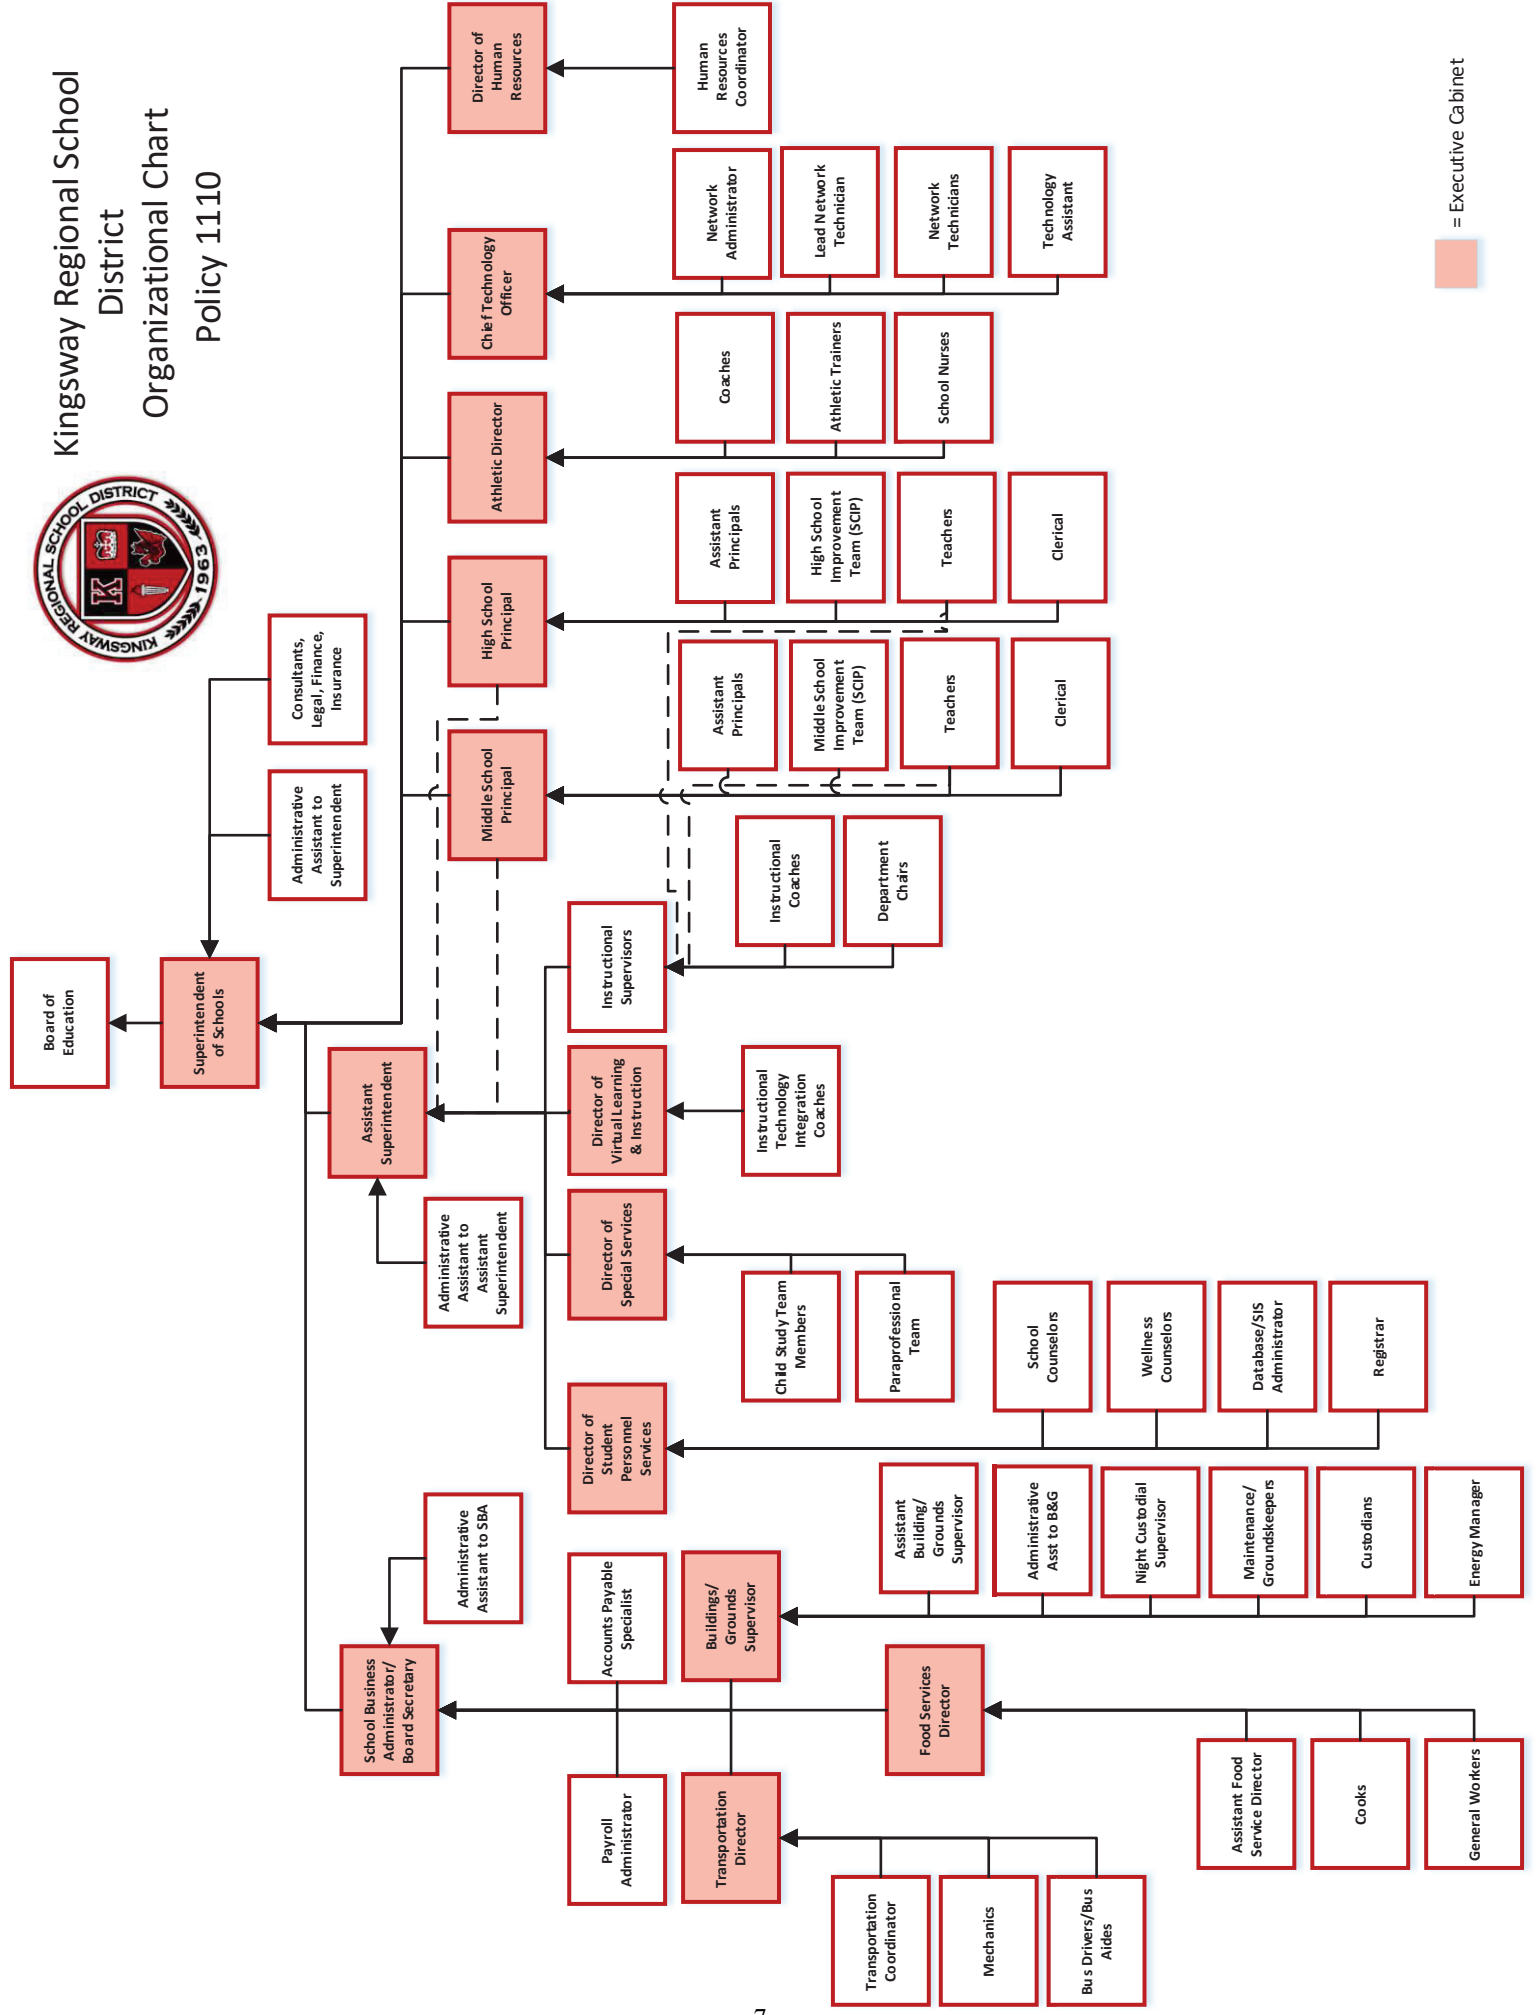 Kingsway Regional School
District
Organizational Chart
Policy 1110
KINGSWAY REGIONAL SCHOOL DISTRICT
1963
K
Board of
Education
Superintendent
of Schools
Administrative
Assistant to
Superintendent
Consultants,
Legal, Finance,
Insurance
School Business
Administrator/
Board Secretary
Administrative
Assistant to SBA
Assistant
Superintendent
Administrative
Assistant to
Assistant
Superintendent
Middle School
Principal
High School
Principal
Athletic Director
Chief Technology
Officer
Director of
Human
Resources
Payroll
Administrator
Accounts Payable
Specialist
Director of
Student
Personnel
Services
Director of
Special Services
Director of
Virtual Learning
& Instruction
Instructional
Supervisors
Transportation
Director
Buildings/
Grounds
Supervisor
Food Services
Director
Transportation
Coordinator
Mechanics
Bus Drivers/Bus
Aides
Assistant Food
Service Director
Cooks
General Workers
Assistant
Building/
Grounds
Supervisor
Administrative
Asst to B&G
Night Custodial
Supervisor
Maintenance/
Groundskeepers
Custodians
Energy Manager
School
Counselors
Wellness
Counselors
Database/SIS
Administrator
Registrar
Child Study Team
Members
Paraprofessional
Team
Instructional
Technology
Integration
Coaches
Instructional
Coaches
Department
Chairs
Assistant
Principals
Middle School
Improvement
Team (SCIP)
Teachers
Clerical
Assistant
Principals
High School
Improvement
Team (SCIP)
Teachers
Clerical
Coaches
Athletic Trainers
School Nurses
Network
Administrator
Lead Network
Technician
Network
Technicians
Technology
Assistant
Human
Resources
Coordinator
= Executive Cabinet
7